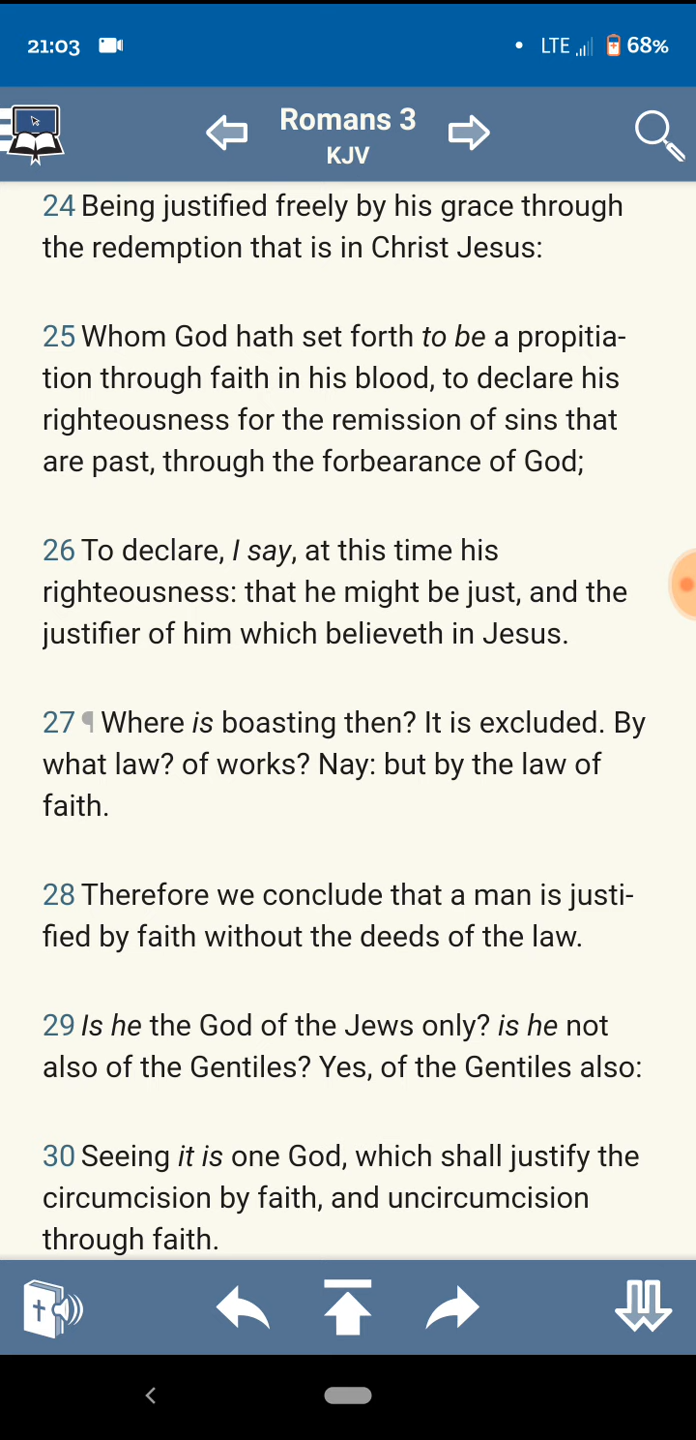 21:03 LTE 68%
Romans 3
KJV
24 Being justified freely by his grace through
the redemption that is in Christ Jesus:
25 Whom God hath set forth to be a propitia-
tion through faith in his blood, to declare his
righteousness for the remission of sins that
are past, through the forbearance of God;
26 To declare, I say, at this time his
righteousness: that he might be just, and the
justifier of him which believeth in Jesus.
27 ¶ Where is boasting then? It is excluded. By
what law? of works? Nay: but by the law of
faith.
28 Therefore we conclude that a man is justi-
fied by faith without the deeds of the law.
29 Is he the God of the Jews only? is he not
also of the Gentiles? Yes, of the Gentiles also:
30 Seeing it is one God, which shall justify the
circumcision by faith, and uncircumcision
through faith.